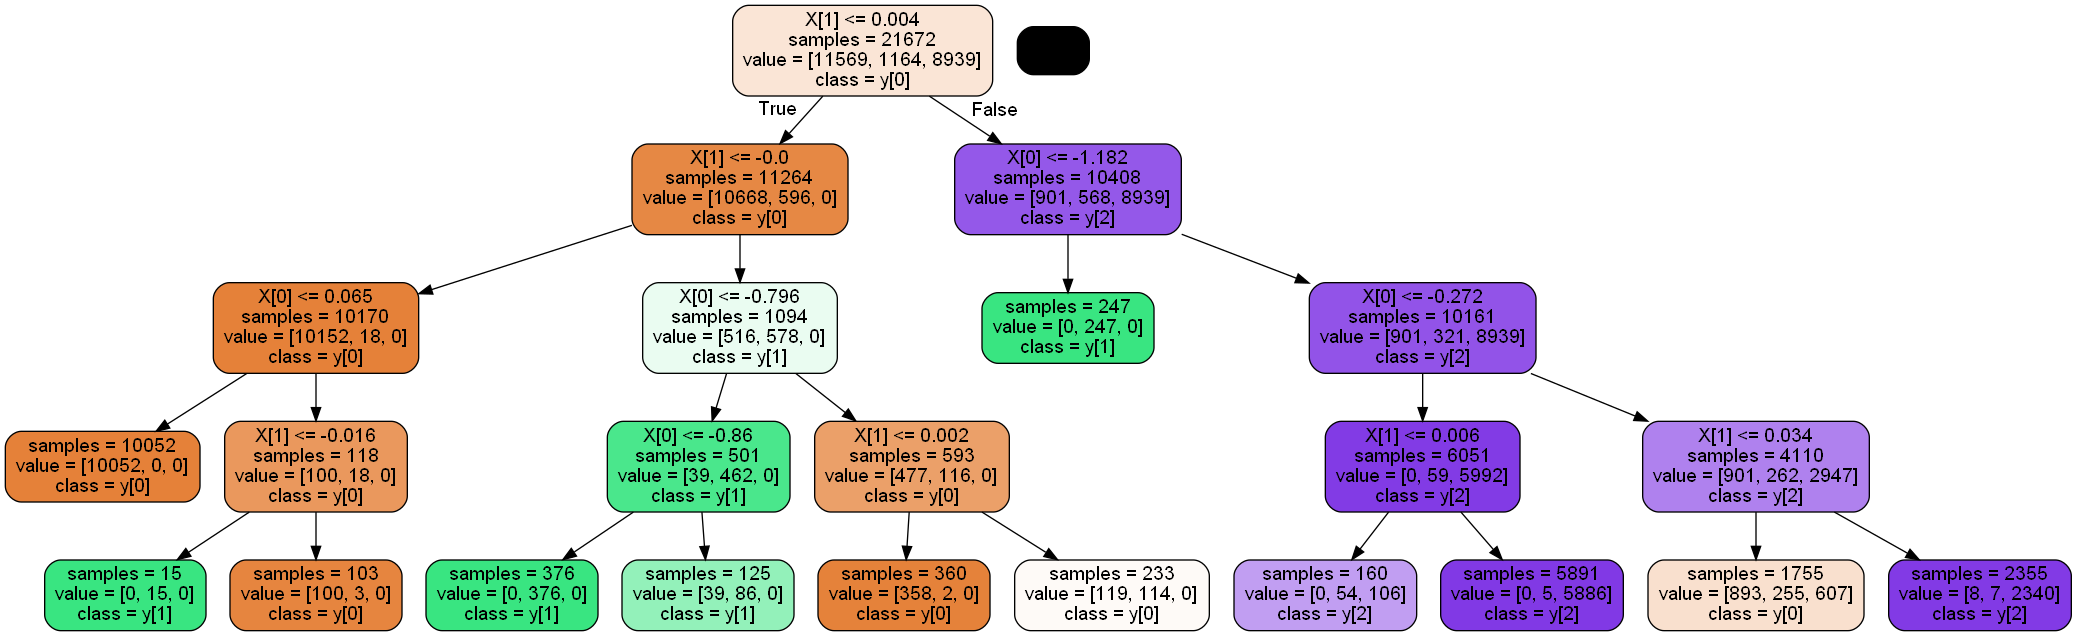 X[1] <= 0.004
samples = 21672
value = [11569, 1164, 8939]
class = y[0]
True
False
X[1] <= -0.0
samples = 11264
value = [10668, 596, 0]
class = y[0]
X[0] <= -1.182
samples = 10408
value = [901, 568, 8939]
class = y[2]
X[0] <= 0.065
samples = 10170
value = [10152, 18, 0]
class = y[0]
X[0] <= -0.796
samples = 1094
value = [516, 578, 0]
class = y[1]
samples = 247
value = [0, 247, 0]
class = y[1]
X[0] <= -0.272
samples = 10161
value = [901, 321, 8939]
class = y[2]
samples = 10052
value = [10052, 0, 0]
class = y[0]
X[1] <= -0.016
samples = 118
value = [100, 18, 0]
class = y[0]
X[0] <= -0.86
samples = 501
value = [39, 462, 0]
class = y[1]
X[1] <= 0.002
samples = 593
value = [477, 116, 0]
class = y[0]
X[1] <= 0.006
samples = 6051
value = [0, 59, 5992]
class = y[2]
X[1] <= 0.034
samples = 4110
value = [901, 262, 2947]
class = y[2]
samples = 15
value = [0, 15, 0]
class = y[1]
samples = 103
value = [100, 3, 0]
class = y[0]
samples = 376
value = [0, 376, 0]
class = y[1]
samples = 125
value = [39, 86, 0]
class = y[1]
samples = 360
value = [358, 2, 0]
class = y[0]
samples = 233
value = [119, 114, 0]
class = y[0]
samples = 160
value = [0, 54, 106]
class = y[2]
samples = 5891
value = [0, 5, 5886]
class = y[2]
samples = 1755
value = [893, 255, 607]
class = y[0]
samples = 2355
value = [8, 7, 2340]
class = y[2]